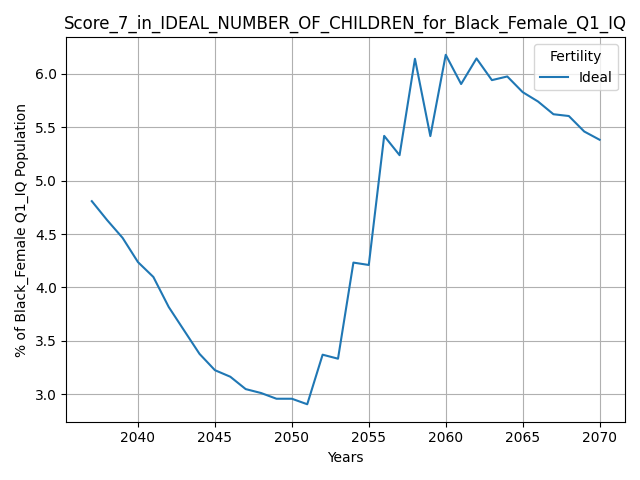 Score_7_in_IDEAL_NUMBER_OF_CHILDREN_for_Black_Female_Q1_IQ
Fertility
Ideal
% of Black_Female Q1_IQ Population
6.0
5.5
5.0
4.5
4.0
3.5
3.0
2040 2045 2050 2055 2060 2065 2070
Years